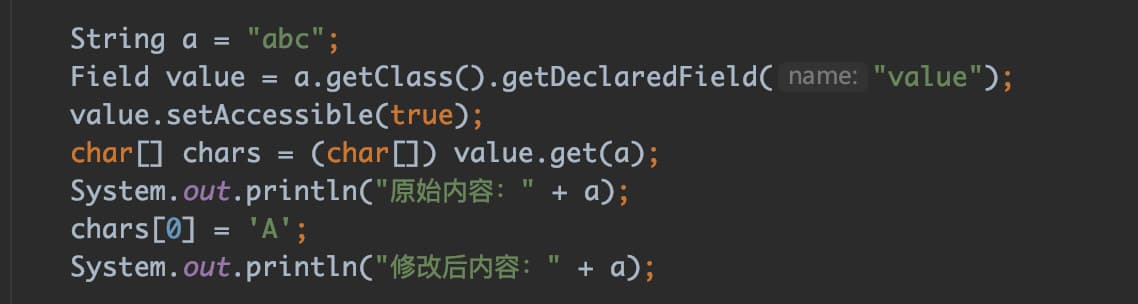 String a = "abc";
Field value = a.getClass().getDeclaredField( name: "value");
value.setAccessible(true);
char[] chars = (char[]) value.get(a);
System.out.println("原始内容：" + a);
chars[0] = 'A';
System.out.println("修改后内容：" + a);